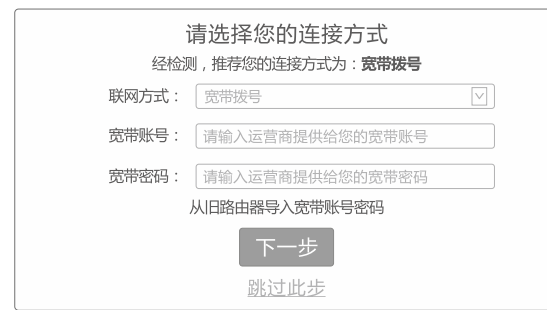 请选择您的连接方式
经检测，推荐您的连接方式为：宽带拨号
联网方式： 宽带拨号
宽带账号： 请输入运营商提供给您的宽带账号
宽带密码： 请输入运营商提供给您的宽带密码
从旧路由器导入宽带账号密码
下一步
跳过此步